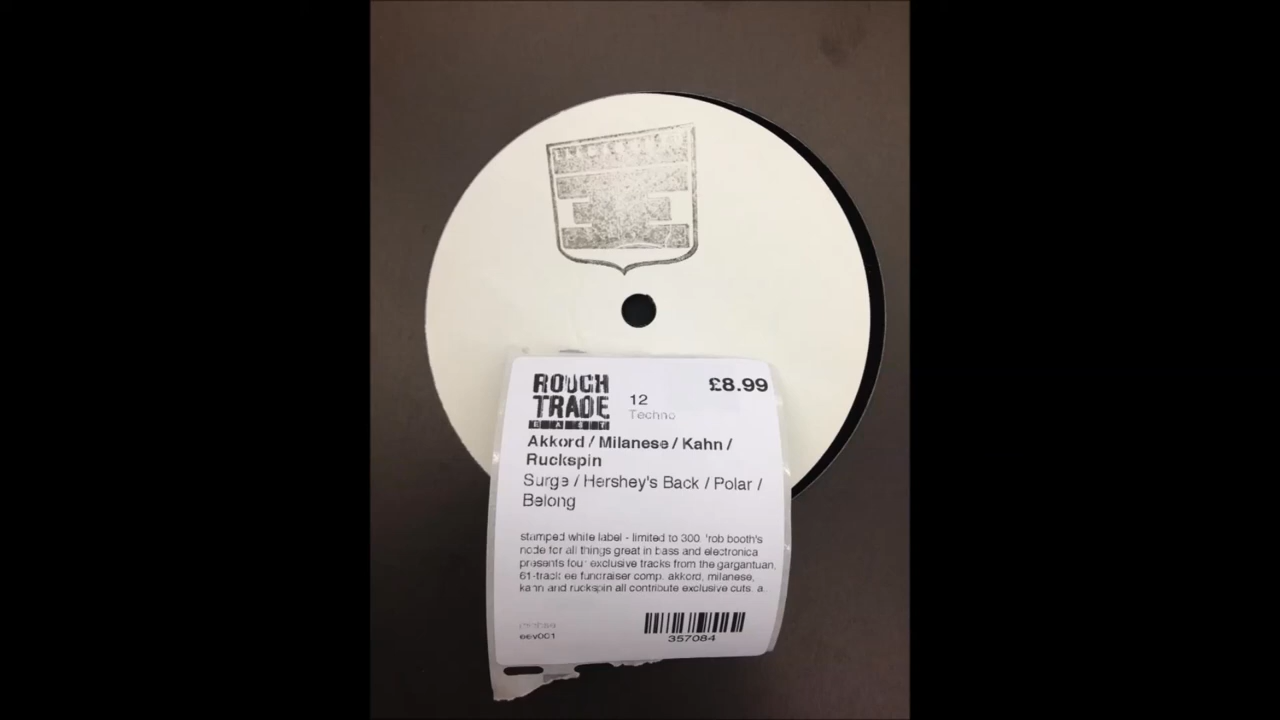 £8.99
ROUGH
TRADE
EAST
12
Techno
Akkord / Milanese / Kahn /
Ruckspin
Surge / Hershey's Back / Polar /
Belong
stamped white label - limited to 300. 'rob booth's
node for all things great in bass and electronica
presents four exclusive tracks from the gargantuan,
61-track ee fundraiser comp. akkord, milanese,
kahn and ruckspin all contribute exclusive cuts. a..
eev001
357084